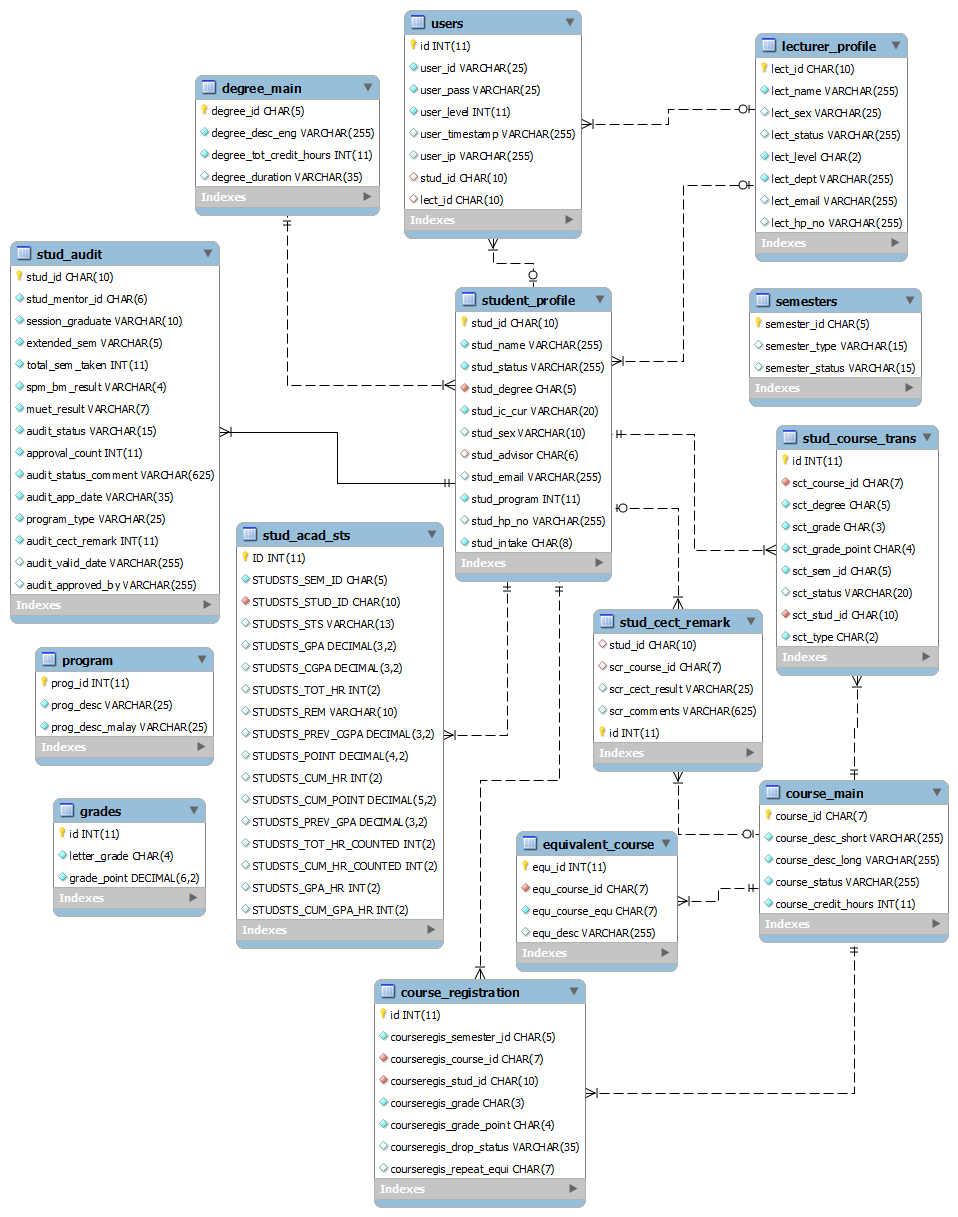 users
id INT(11)
user_id VARCHAR(25)
user_pass VARCHAR(25)
user_level INT(11)
user_timestamp VARCHAR(255)
user_ip VARCHAR(255)
stud_id CHAR(10)
lect_id CHAR(10)
Indexes
lecturer_profile
lect_id CHAR(10)
lect_name VARCHAR(255)
lect_sex VARCHAR(25)
lect_status VARCHAR(255)
lect_level CHAR(2)
lect_dept VARCHAR(255)
lect_email VARCHAR(255)
lect_hp_no VARCHAR(255)
Indexes
degree_main
degree_id CHAR(5)
degree_desc_eng VARCHAR(255)
degree_tot_credit_hours INT(11)
degree_duration VARCHAR(35)
Indexes
stud_audit
stud_id CHAR(10)
stud_mentor_id CHAR(6)
session_graduate VARCHAR(10)
extended_sem VARCHAR(5)
total_sem_taken INT(11)
spm_bm_result VARCHAR(4)
muet_result VARCHAR(7)
audit_status VARCHAR(15)
approval_count INT(11)
audit_status_comment VARCHAR(625)
audit_app_date VARCHAR(35)
program_type VARCHAR(25)
audit_cect_remark INT(11)
audit_valid_date VARCHAR(255)
audit_approved_by VARCHAR(255)
Indexes
student_profile
stud_id CHAR(10)
stud_name VARCHAR(255)
stud_status VARCHAR(255)
stud_degree CHAR(5)
stud_ic_cur VARCHAR(20)
stud_sex VARCHAR(10)
stud_advisor CHAR(6)
stud_email VARCHAR(255)
stud_program INT(11)
stud_hp_no VARCHAR(255)
stud_intake CHAR(8)
Indexes
semesters
semester_id CHAR(5)
semester_type VARCHAR(15)
semester_status VARCHAR(15)
Indexes
stud_course_trans
id INT(11)
sct_course_id CHAR(7)
sct_degree CHAR(5)
sct_grade CHAR(3)
sct_grade_point CHAR(4)
sct_sem_id CHAR(5)
sct_status VARCHAR(20)
sct_stud_id CHAR(10)
sct_type CHAR(2)
Indexes
stud_acad_sts
ID INT(11)
STUDSTS_SEM_ID CHAR(5)
STUDSTS_STUD_ID CHAR(10)
STUDSTS_STS VARCHAR(13)
STUDSTS_GPA DECIMAL(3,2)
STUDSTS_CGPA DECIMAL(3,2)
STUDSTS_TOT_HR INT(2)
STUDSTS_REM VARCHAR(10)
STUDSTS_PREV_CGPA DECIMAL(3,2)
STUDSTS_POINT DECIMAL(4,2)
STUDSTS_CUM_HR INT(2)
STUDSTS_CUM_POINT DECIMAL(5,2)
STUDSTS_PREV_GPA DECIMAL(3,2)
STUDSTS_TOT_HR_COUNTED INT(2)
STUDSTS_CUM_HR_COUNTED INT(2)
STUDSTS_GPA_HR INT(2)
STUDSTS_CUM_GPA_HR INT(2)
Indexes
stud_cect_remark
stud_id CHAR(10)
scr_course_id CHAR(7)
scr_cect_result VARCHAR(25)
scr_comments VARCHAR(625)
id INT(11)
Indexes
program
prog_id INT(11)
prog_desc VARCHAR(25)
prog_desc_malay VARCHAR(25)
Indexes
grades
id INT(11)
letter_grade CHAR(4)
grade_point DECIMAL(6,2)
Indexes
course_main
course_id CHAR(7)
course_desc_short VARCHAR(255)
course_desc_long VARCHAR(255)
course_status VARCHAR(255)
course_credit_hours INT(11)
Indexes
equivalent_course
equ_id INT(11)
equ_course_id CHAR(7)
equ_course_equ CHAR(7)
equ_desc VARCHAR(255)
Indexes
course_registration
id INT(11)
courseregis_semester_id CHAR(5)
courseregis_course_id CHAR(7)
courseregis_stud_id CHAR(10)
courseregis_grade CHAR(3)
courseregis_grade_point CHAR(4)
courseregis_drop_status VARCHAR(35)
courseregis_repeat_equi CHAR(7)
Indexes